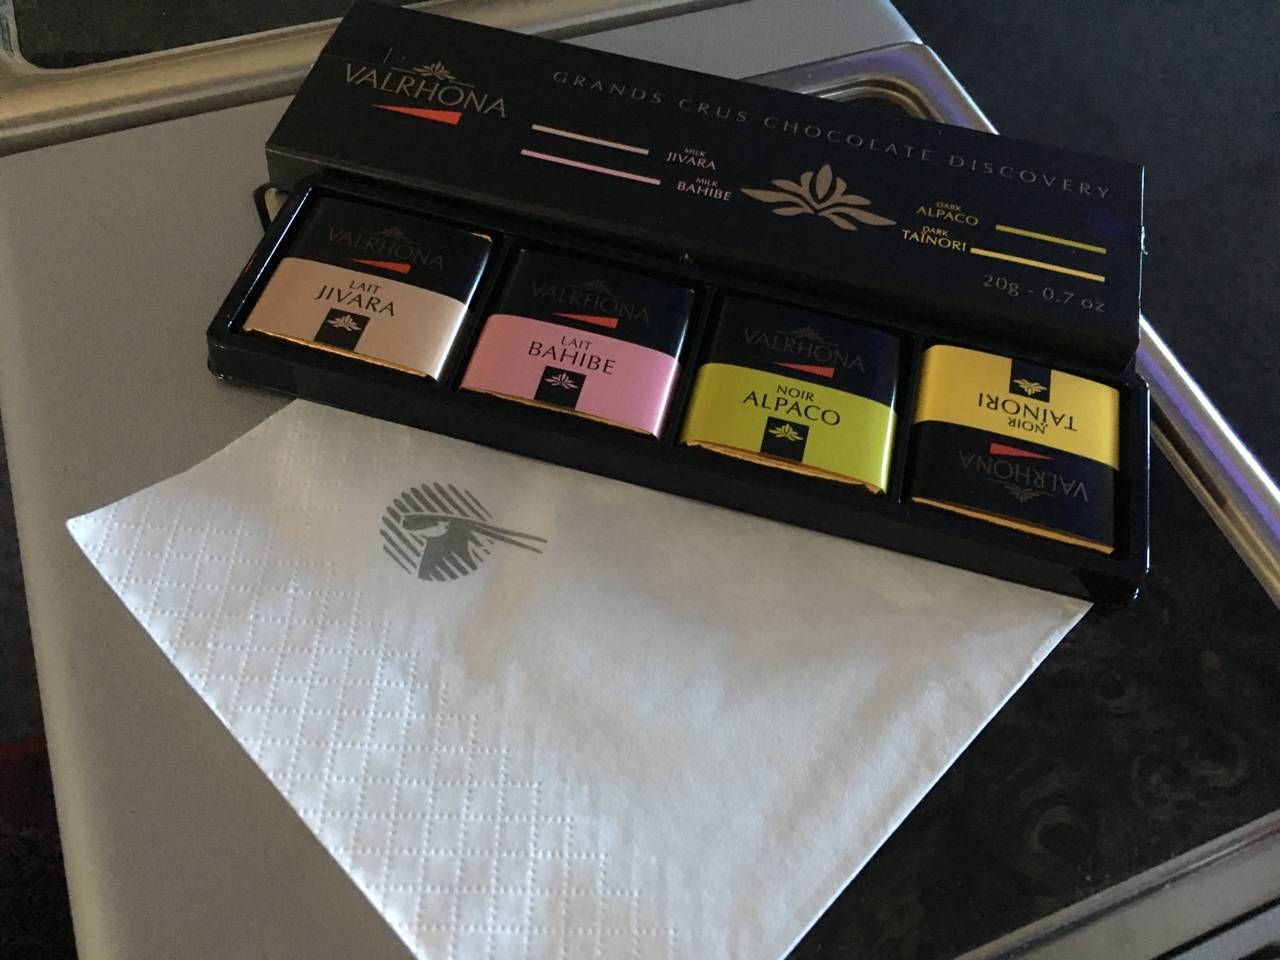 VALRHONA
GRANDS CRUS CHOCOLATE DISCOVERY
MILK
JIVARA
MILK
BAHIBE
DARK
ALPACO
DARK
TAÏNORI
20g - 0.7 oz
VALRHONA
LAIT
JIVARA
VALRHONA
LAIT
BAHIBE
VALRHONA
NOIR
ALPACO
VALRHONA
NOIR
TAÏNORI